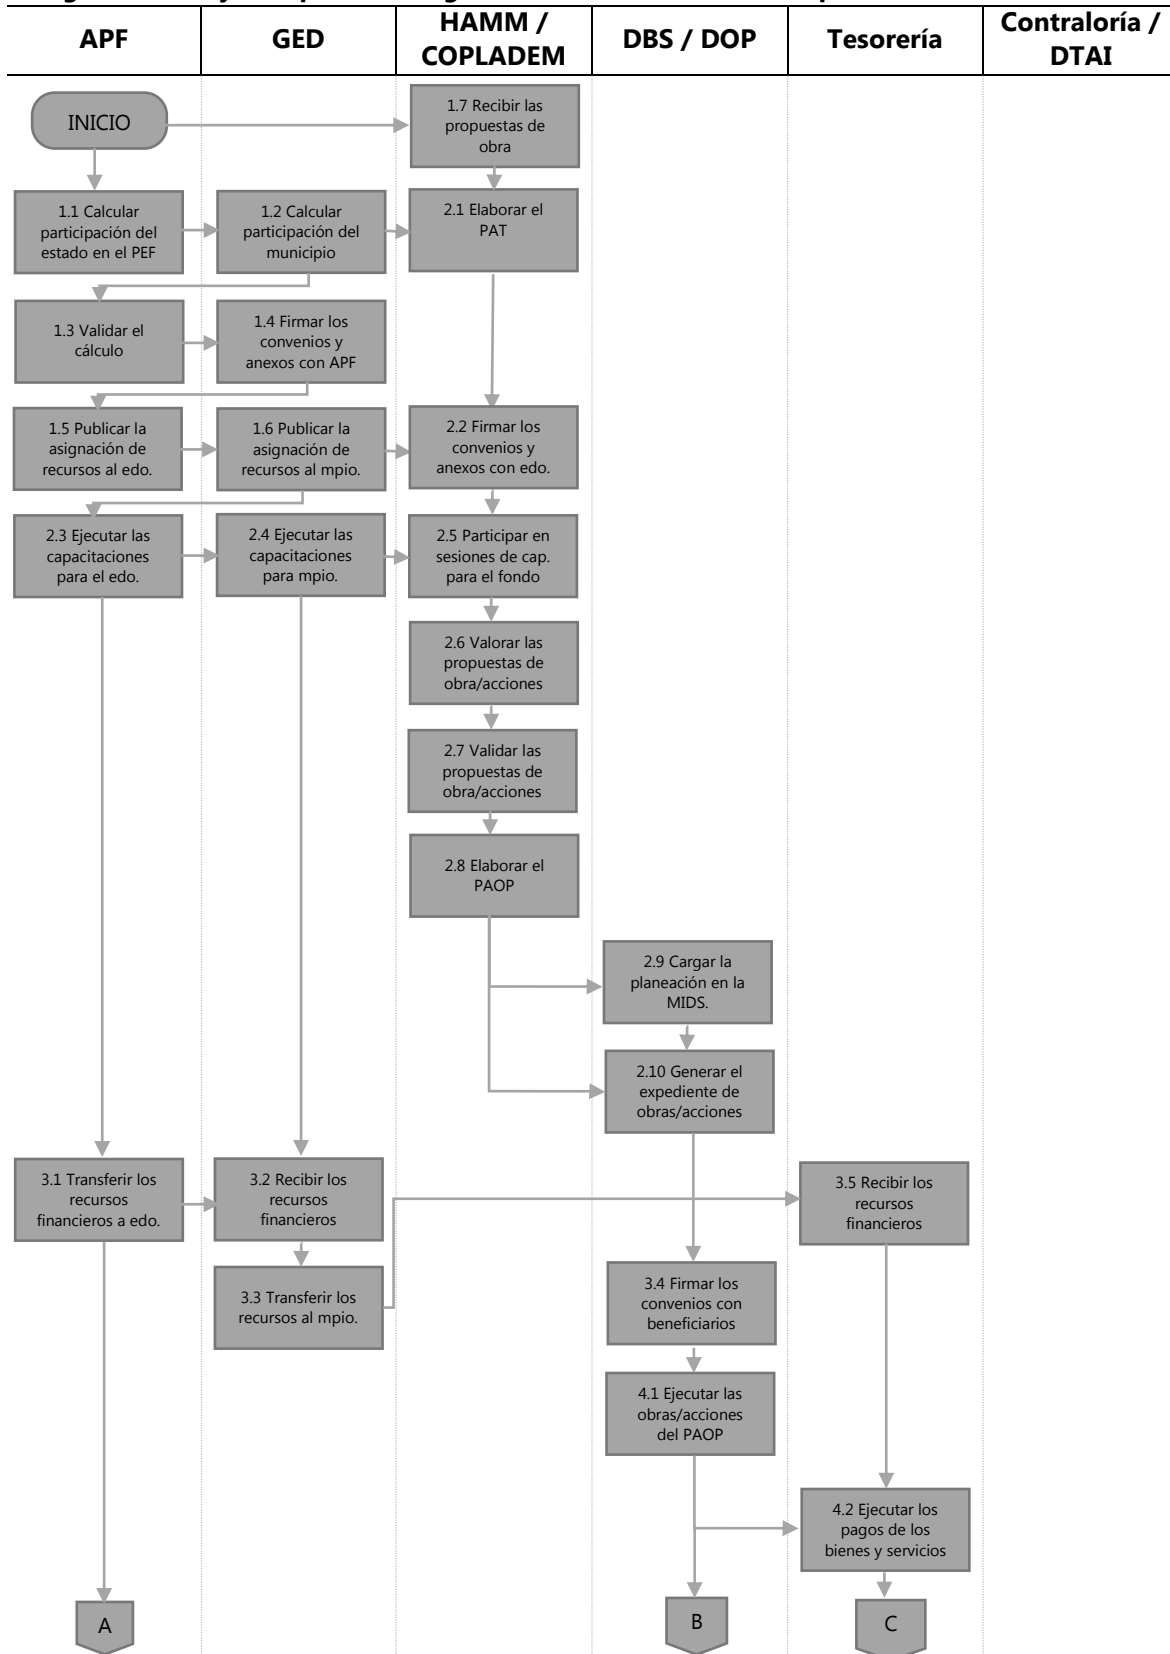 APF
GED
HAMM /
COPLADEM
DBS / DOP
Tesorería
Contraloría /
DTAI
INICIO
1.7 Recibir las
propuestas de
obra
1.1 Calcular
participación del
estado en el PEF
1.2 Calcular
participación del
municipio
2.1 Elaborar el
PAT
1.3 Validar el
cálculo
1.4 Firmar los
convenios y
anexos con APF
1.5 Publicar la
asignación de
recursos al edo.
1.6 Publicar la
asignación de
recursos al mpio.
2.2 Firmar los
convenios y
anexos con edo.
2.3 Ejecutar las
capacitaciones
para el edo.
2.4 Ejecutar las
capacitaciones
para mpio.
2.5 Participar en
sesiones de cap.
para el fondo
2.6 Valorar las
propuestas de
obra/acciones
2.7 Validar las
propuestas de
obra/acciones
2.8 Elaborar el
PAOP
2.9 Cargar la
planeación en la
MIDS.
2.10 Generar el
expediente de
obras/acciones
3.1 Transferir los
recursos
financieros a edo.
3.2 Recibir los
recursos
financieros
3.5 Recibir los
recursos
financieros
3.3 Transferir los
recursos al mpio.
3.4 Firmar los
convenios con
beneficiarios
4.1 Ejecutar las
obras/acciones
del PAOP
4.2 Ejecutar los
pagos de los
bienes y servicios
A
B
C